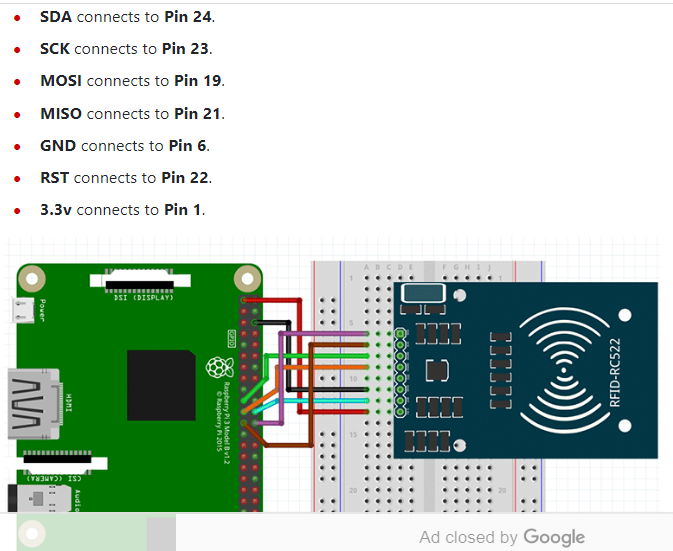 SDA connects to Pin 24.
SCK connects to Pin 23.
MOSI connects to Pin 19.
MISO connects to Pin 21.
GND connects to Pin 6.
RST connects to Pin 22.
3.3v connects to Pin 1.
A B C D E F G H I J
1 1
DSI (DISPLAY)
Power
5
GPIO
HDMI
Raspberry Pi 3 Model B v1.2
© Raspberry Pi 2015
RFID-RC522
10
15
CSI (CAMERA)
Audio
20 20
Ad closed by Google